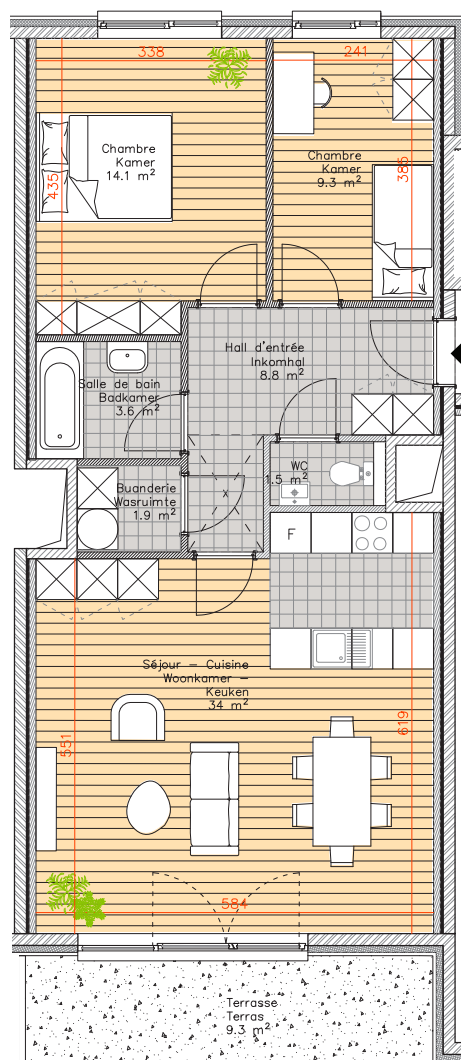 338
241
Chambre
Kamer
14.1 m²
Chambre
Kamer
9.3 m²
435
385
Hall d'entrée
Inkomhal
8.8 m²
Salle de bain
Badkamer
3.6 m²
WC
1.5 m²
Buanderie
Wasruimte
1.9 m²
F
Séjour – Cuisine
Woonkamer –
Keuken
34 m²
551
619
584
Terrasse
Terras
9.3 m²